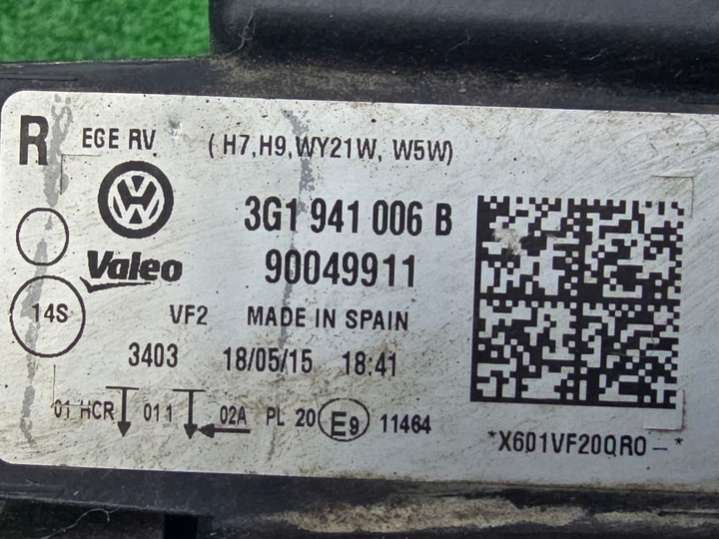 R EGE RV (H7,H9,WY21W, W5W)
3G1 941 006 B
Valeo 90049911
14S VF2 MADE IN SPAIN
3403 18/05/15 18:41
01 HCR 011 02A PL 20 E9 11464
*X601VF20QR0-*